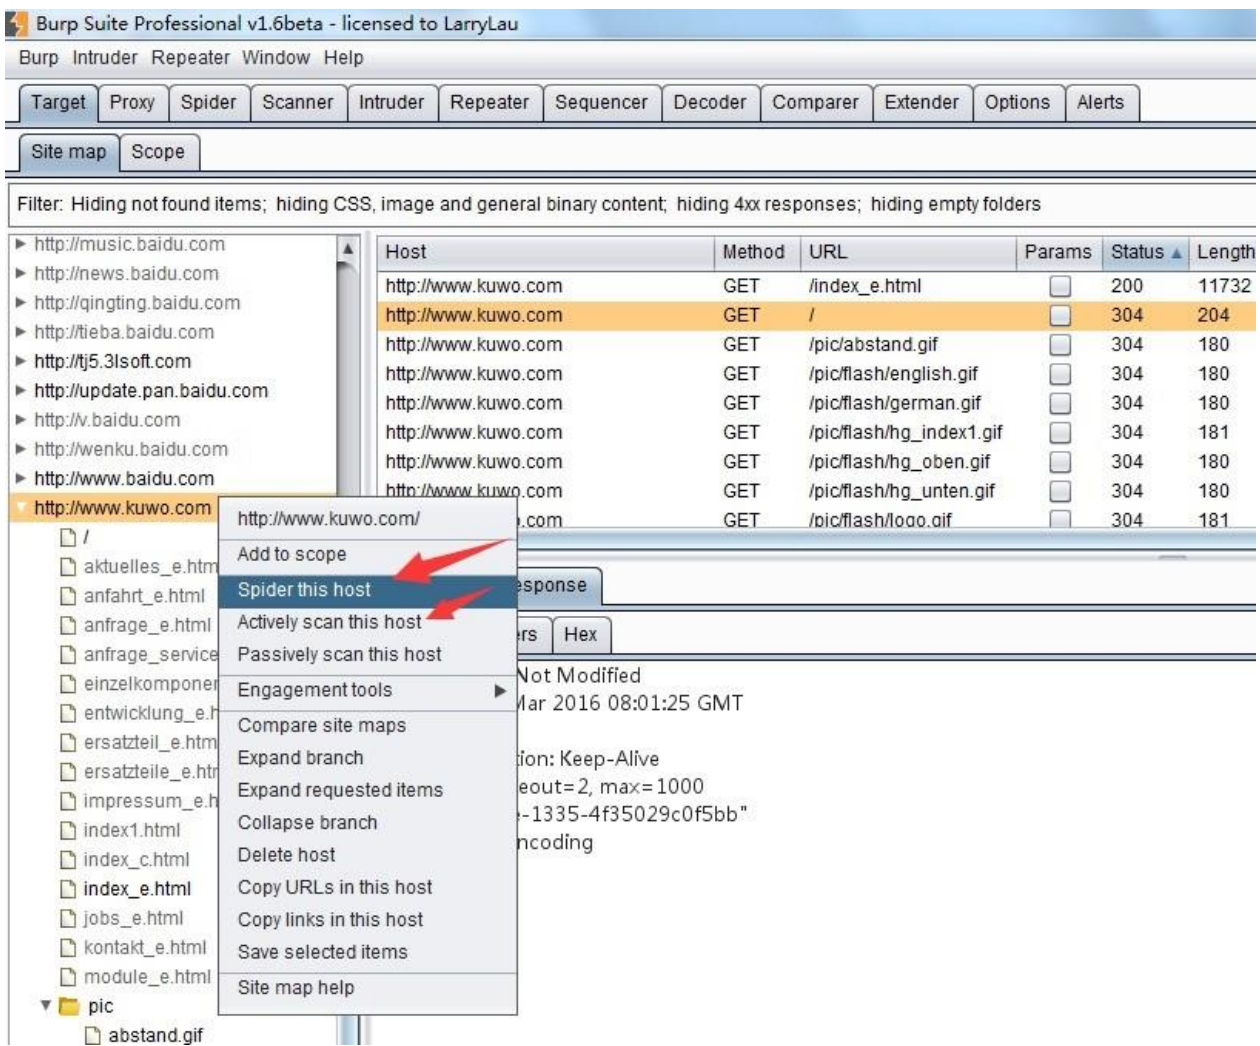 Burp Suite Professional v1.6beta - licensed to LarryLau
Burp Intruder Repeater Window Help
Target Proxy Spider Scanner Intruder Repeater Sequencer Decoder Comparer Extender Options Alerts
Site map Scope
Filter: Hiding not found items; hiding CSS, image and general binary content; hiding 4xx responses; hiding empty folders
http://music.baidu.com
http://news.baidu.com
http://qingting.baidu.com
http://tieba.baidu.com
http://tj5.3lsoft.com
http://update.pan.baidu.com
http://v.baidu.com
http://wenku.baidu.com
http://www.baidu.com
http://www.kuwo.com
/
aktuelles_e.htm
anfahrt_e.html
anfrage_e.html
anfrage_service
einzelkomponen
entwicklung_e.h
ersatzteil_e.htm
ersatzteile_e.htm
impressum_e.h
index1.html
index_c.html
index_e.html
jobs_e.html
kontakt_e.html
module_e.html
pic
abstand.gif
Host Method URL Params Status Length
http://www.kuwo.com GET /index_e.html 200 11732
http://www.kuwo.com GET / 304 204
http://www.kuwo.com GET /pic/abstand.gif 304 180
http://www.kuwo.com GET /pic/flash/english.gif 304 180
http://www.kuwo.com GET /pic/flash/german.gif 304 180
http://www.kuwo.com GET /pic/flash/hg_index1.gif 304 181
http://www.kuwo.com GET /pic/flash/hg_oben.gif 304 180
http://www.kuwo.com GET /pic/flash/hg_unten.gif 304 180
.com GET /pic/flash/logo.gif 304 181
http://www.kuwo.com/
Add to scope
Spider this host
Actively scan this host
Passively scan this host
Engagement tools
Compare site maps
Expand branch
Expand requested items
Collapse branch
Delete host
Copy URLs in this host
Copy links in this host
Save selected items
Site map help
esponse
ers Hex
Not Modified
Mar 2016 08:01:25 GMT
tion: Keep-Alive
eout=2, max=1000
e-1335-4f35029c0f5bb"
ncoding